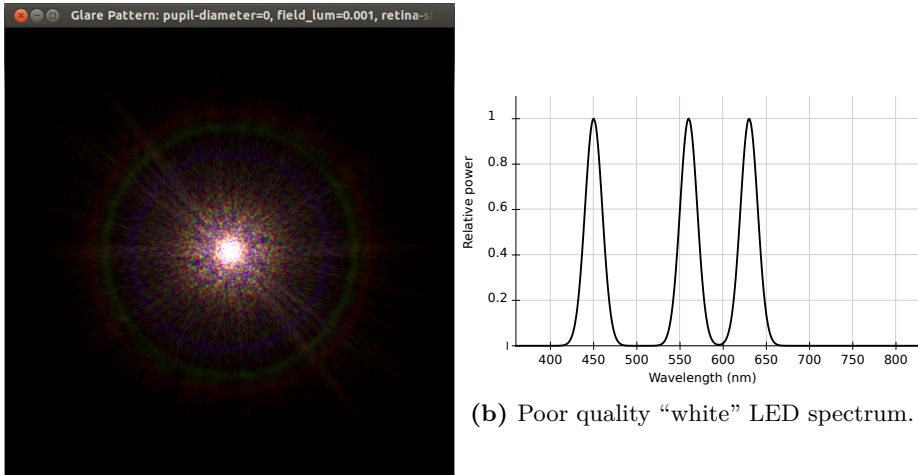 Glare Pattern: pupil-diameter=0, field_lum=0.001, retina-s
1
0.8
0.6
0.4
0.2
400 450 500 550 600 650 700 750 800
Relative power
Wavelength (nm)
(b) Poor quality “white” LED spectrum.